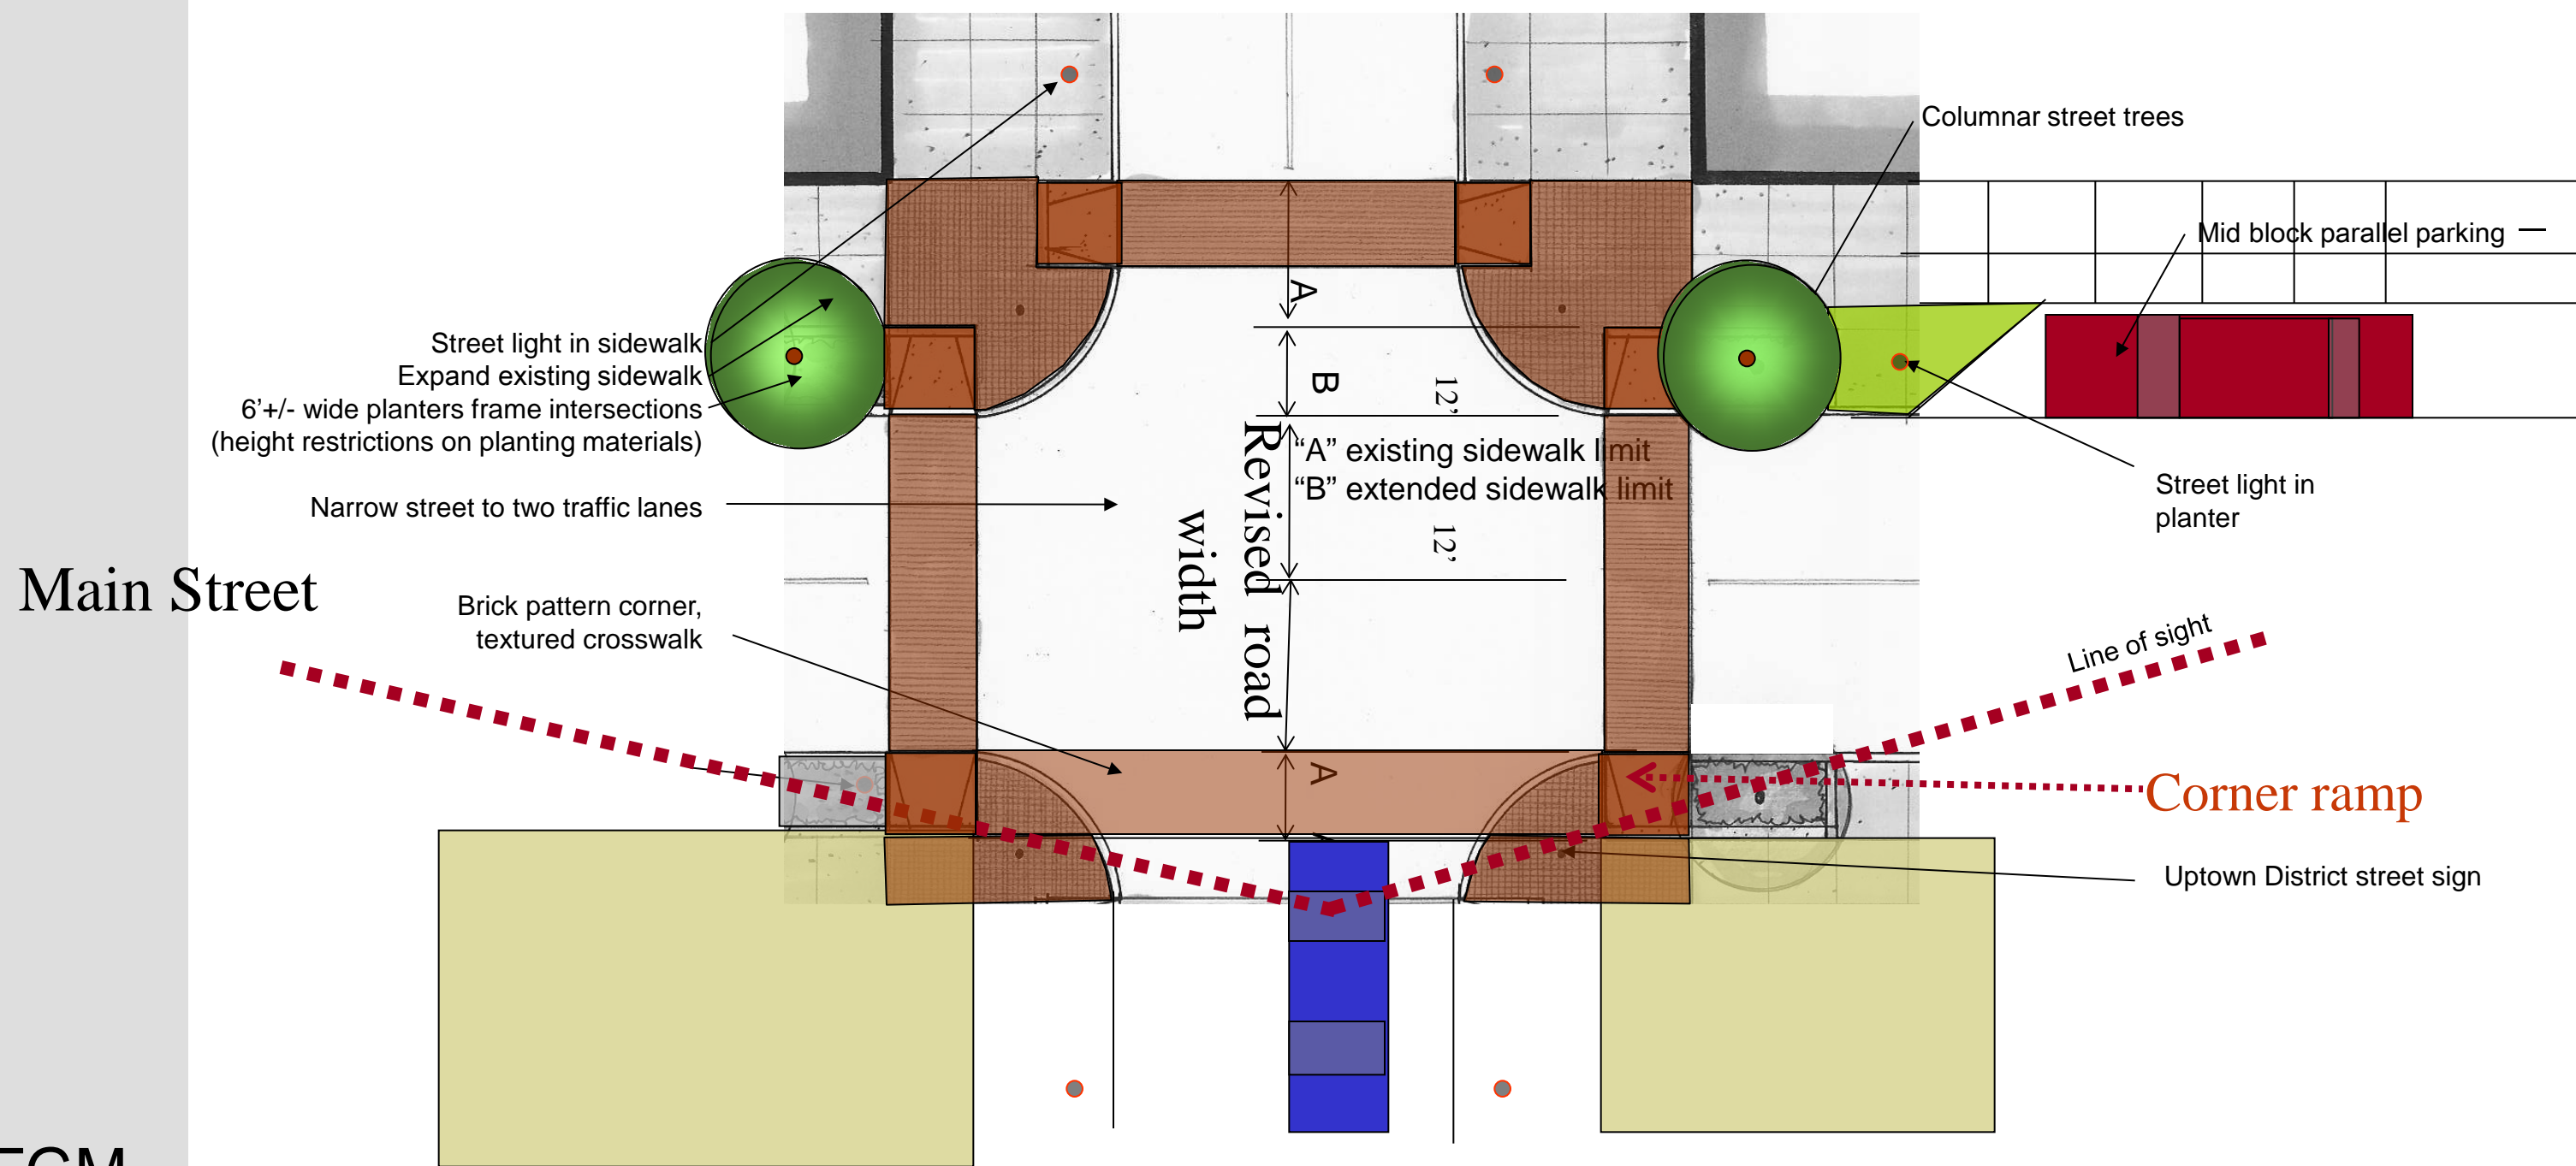 Columnar street trees
Mid block parallel parking
A
Street light in sidewalk
Expand existing sidewalk
6’+/- wide planters frame intersections
(height restrictions on planting materials)
B
12’
“A” existing sidewalk limit
“B” extended sidewalk limit
Narrow street to two traffic lanes
Street light in
planter
Revised road
width
12’
Main Street
Brick pattern corner,
textured crosswalk
Line of sight
A
Corner ramp
Uptown District street sign